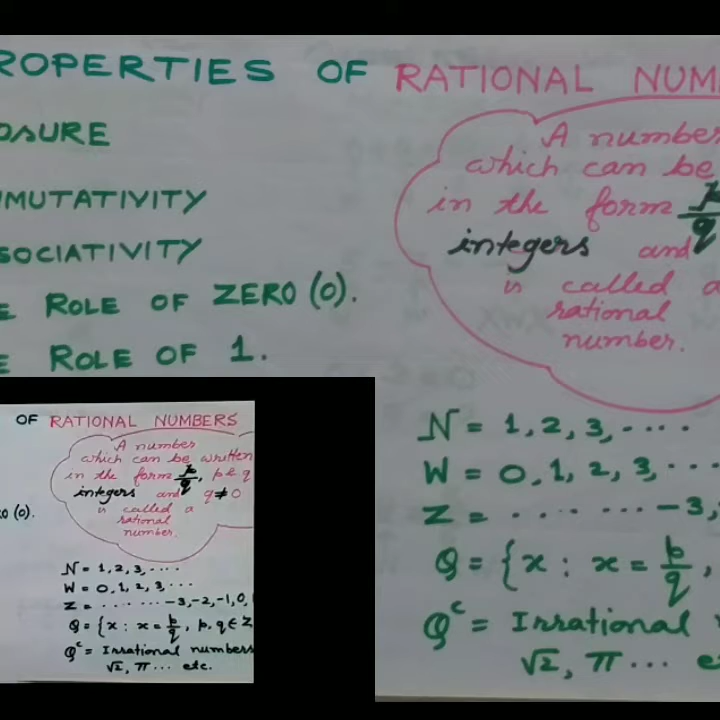 ROPERTIES OF RATIONAL NUM
OSURE
MMUTATIVITY
SOCIATIVITY
E ROLE OF ZERO (0).
E ROLE OF 1.
A number
which can be
in the form p/q
integers and
is called a
rational
number.
N = 1, 2, 3, ....
W = 0, 1, 2, 3, ...
Z = ... ... ... -3,
Q = {x : x = p/q,
Qᶜ = Irrational
√2, π ... e
OF RATIONAL NUMBERS
A number
which can be written
in the form p/q, p & q
integers and q ≠ 0
is called a
rational
number.
RO (0).
N = 1, 2, 3, ....
W = 0, 1, 2, 3, ...
Z = ... ... ... -3, -2, -1, 0,
Q = {x : x = p/q, p, q ∈ Z
Qᶜ = Irrational numbers
√2, π ... etc.